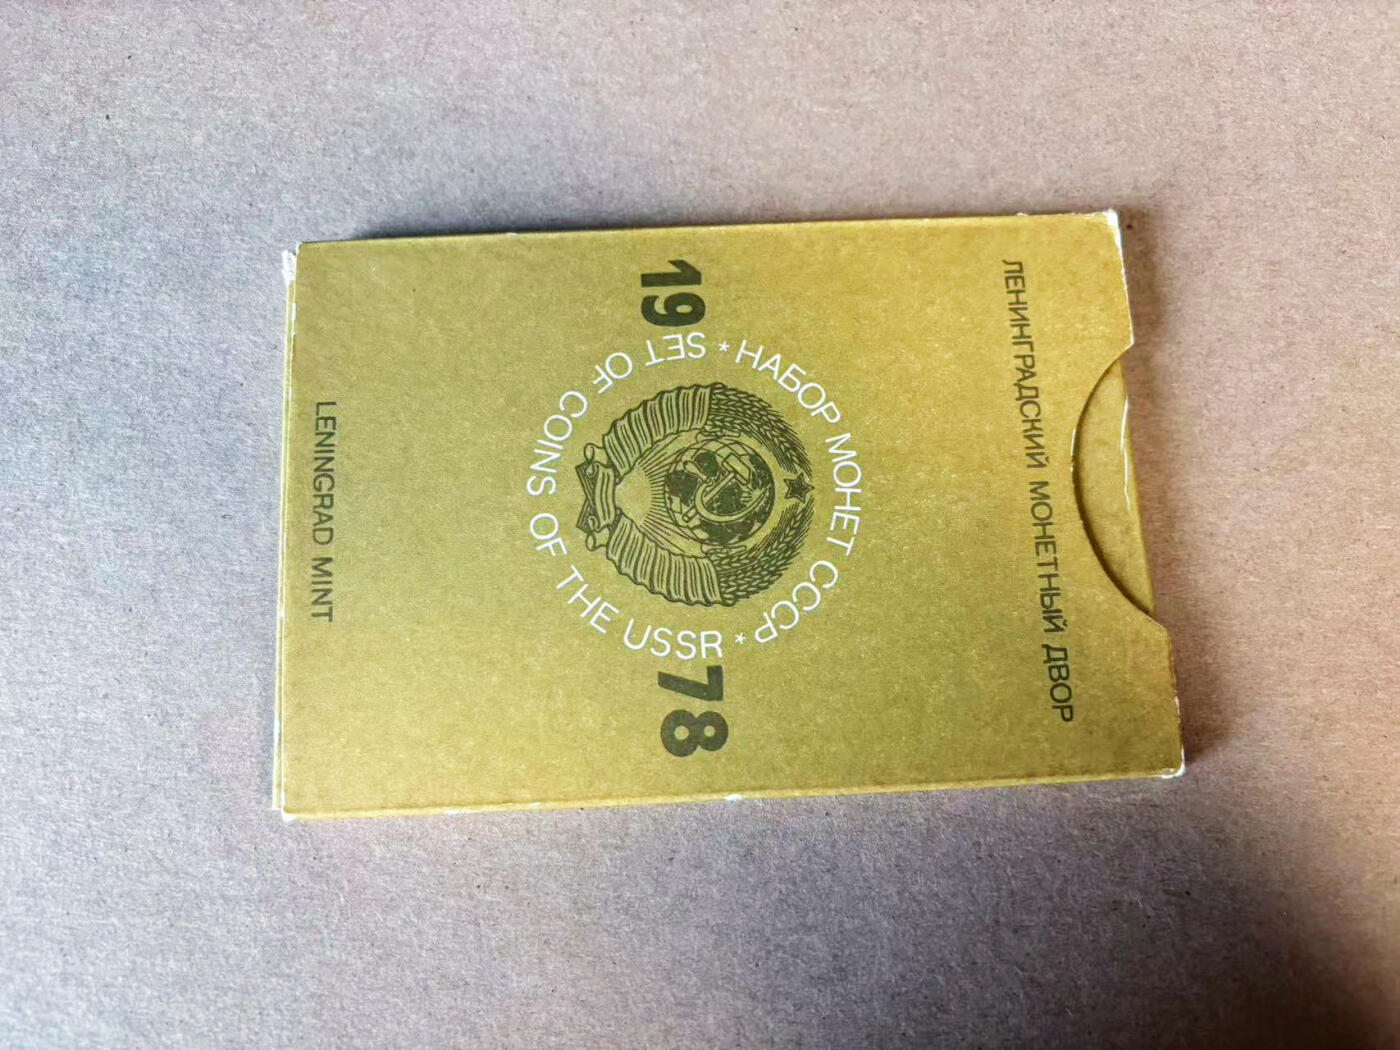 ЛЕНИНГРАДСКИЙ МОНЕТНЫЙ ДВОР
НАБОР МОНЕТ СССР
19 78
* SET OF COINS OF THE USSR *
LENINGRAD MINT